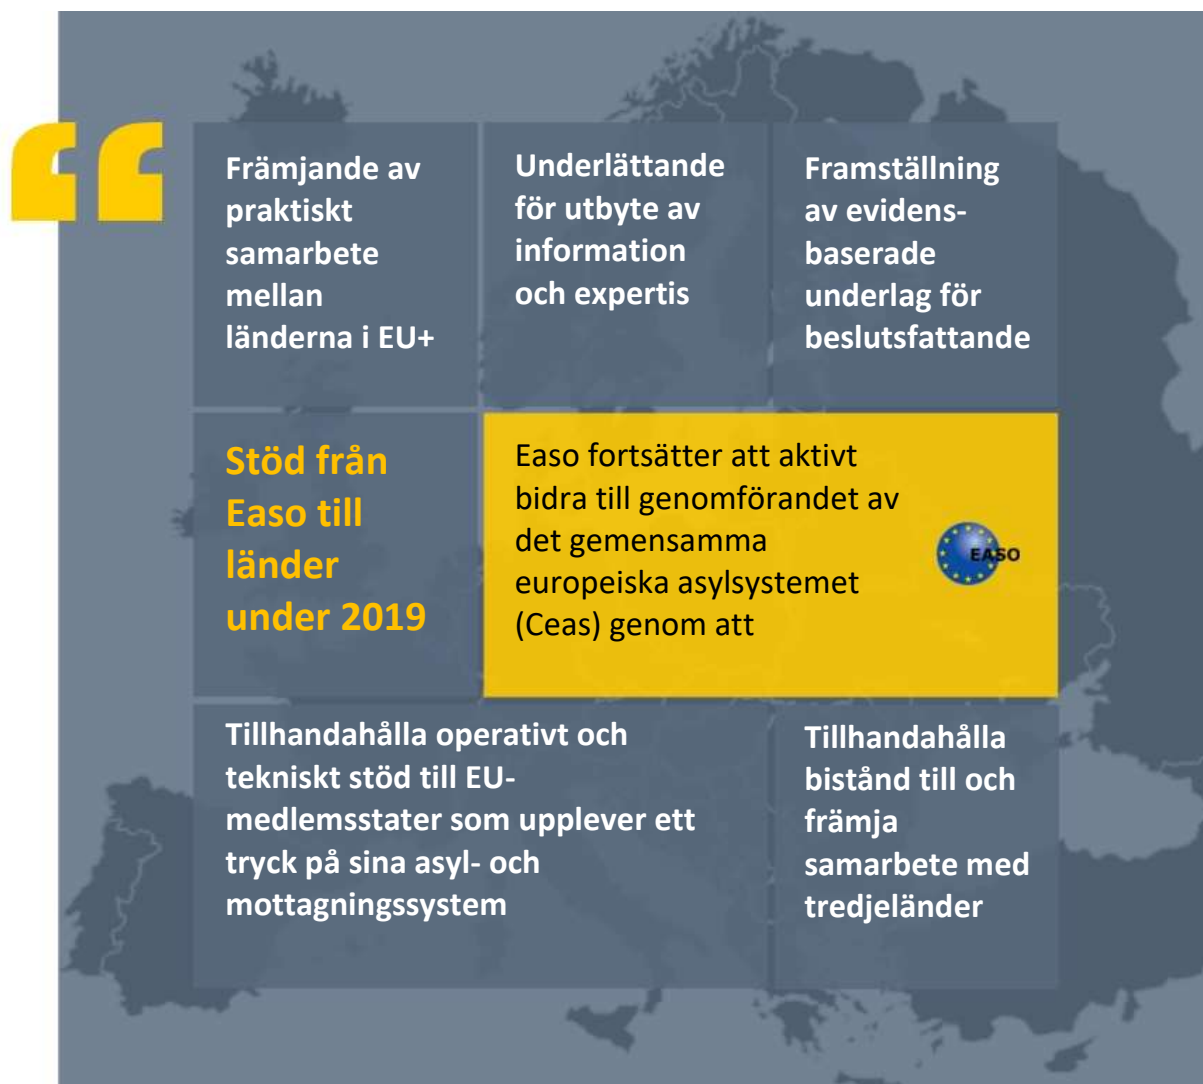 Främjande av
praktiskt
samarbete
mellan
länderna i EU+
Underlättande
för utbyte av
information
och expertis
Framställning
av evidens-
baserade
underlag för
beslutsfattande
Stöd från
Easo till
länder
under 2019
Easo fortsätter att aktivt
bidra till genomförandet av
det gemensamma
europeiska asylsystemet
(Ceas) genom att
EASO
Tillhandahålla operativt och
tekniskt stöd till EU-
medlemsstater som upplever ett
tryck på sina asyl- och
mottagningssystem
Tillhandahålla
bistånd till och
främja
samarbete med
tredjeländer